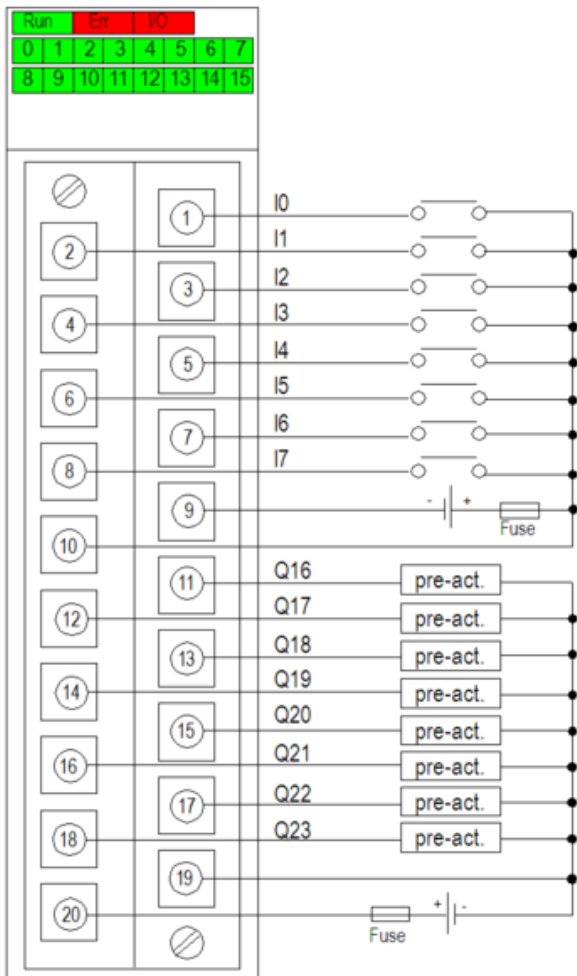 Run Err I/O
0 1 2 3 4 5 6 7
8 9 10 11 12 13 14 15
1 I0
2 I1
3 I2
4 I3
5 I4
6 I5
7 I6
8 I7
9 - +
Fuse
10
11 Q16 pre-act.
12 Q17 pre-act.
13 Q18 pre-act.
14 Q19 pre-act.
15 Q20 pre-act.
16 Q21 pre-act.
17 Q22 pre-act.
18 Q23 pre-act.
19
20 + -
Fuse